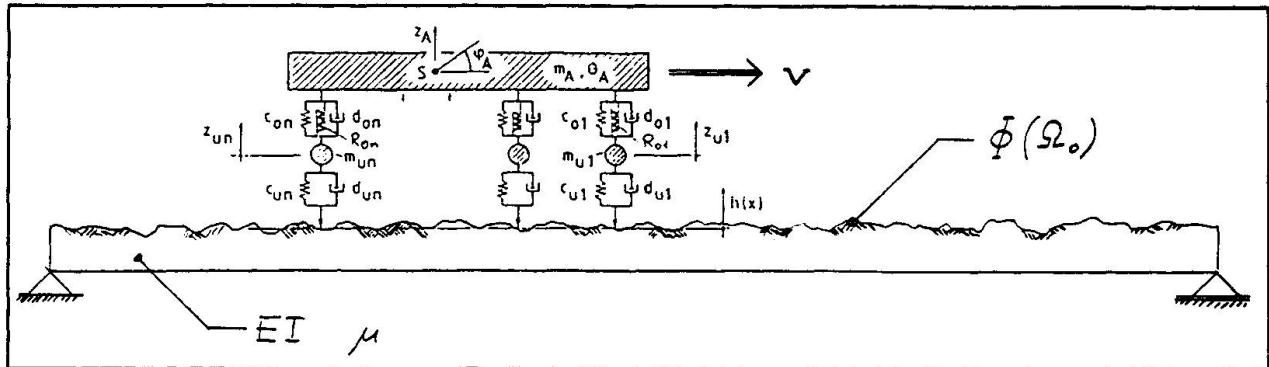 z_A
φ_A
S
m_A , Θ_A
v
c_on d_on c_o1 d_o1
z_un R_on R_o1 z_u1
m_un m_u1
Φ(Ω_o)
c_un d_un c_u1 d_u1
h(x)
EI μ